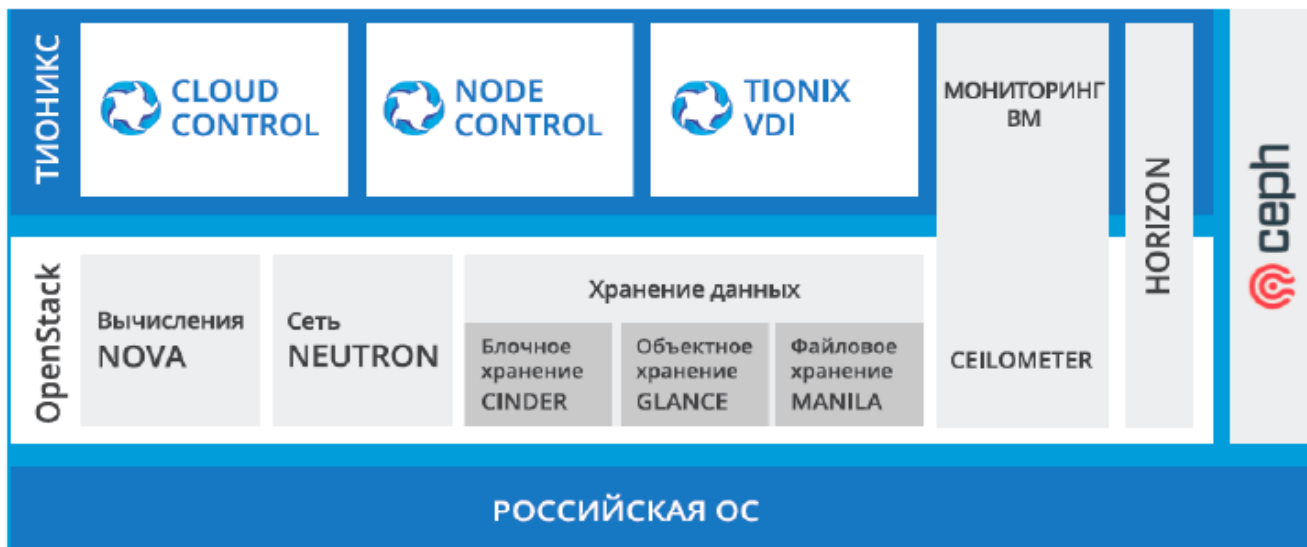 ТИОНИКС
CLOUD
CONTROL
NODE
CONTROL
TIONIX
VDI
МОНИТОРИНГ
ВМ
HORIZON
ceph
OpenStack
Вычисления
NOVA
Сеть
NEUTRON
Хранение данных
Блочное
хранение
CINDER
Объектное
хранение
GLANCE
Файловое
хранение
MANILA
CEILOMETER
РОССИЙСКАЯ ОС